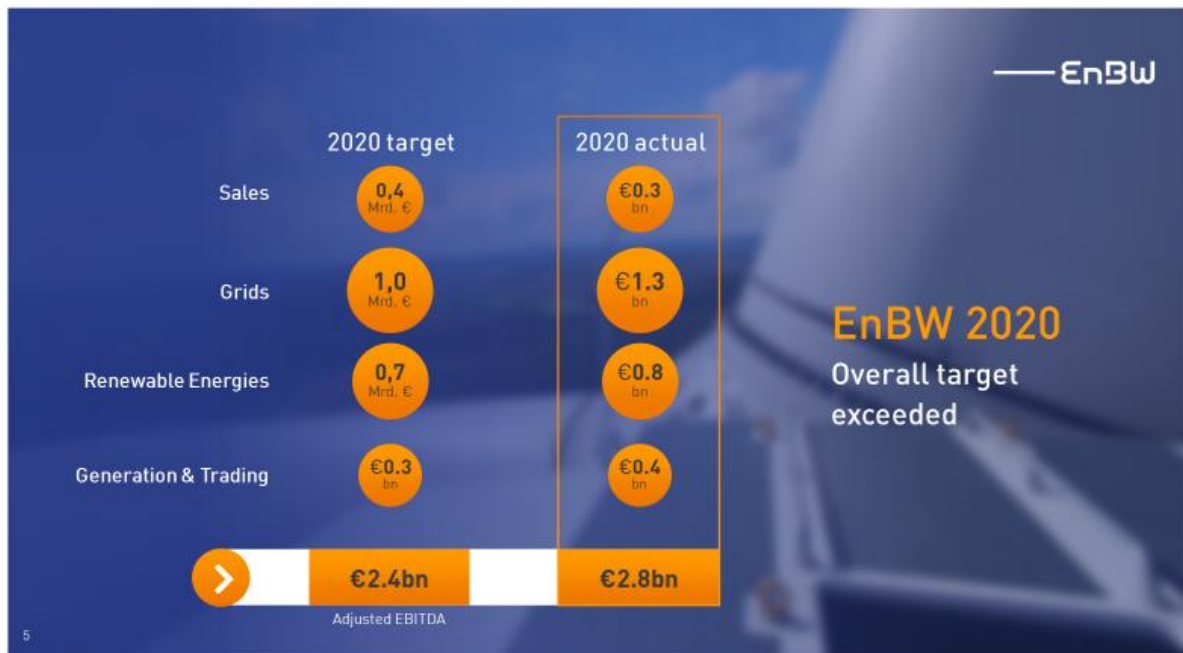 EnBW
2020 target
2020 actual
Sales
0,4
Mrd. €
€0.3
bn
Grids
1,0
Mrd. €
€1.3
bn
Renewable Energies
0,7
Mrd. €
€0.8
bn
Generation & Trading
€0.3
bn
€0.4
bn
€2.4bn
€2.8bn
Adjusted EBITDA
EnBW 2020
Overall target
exceeded
5